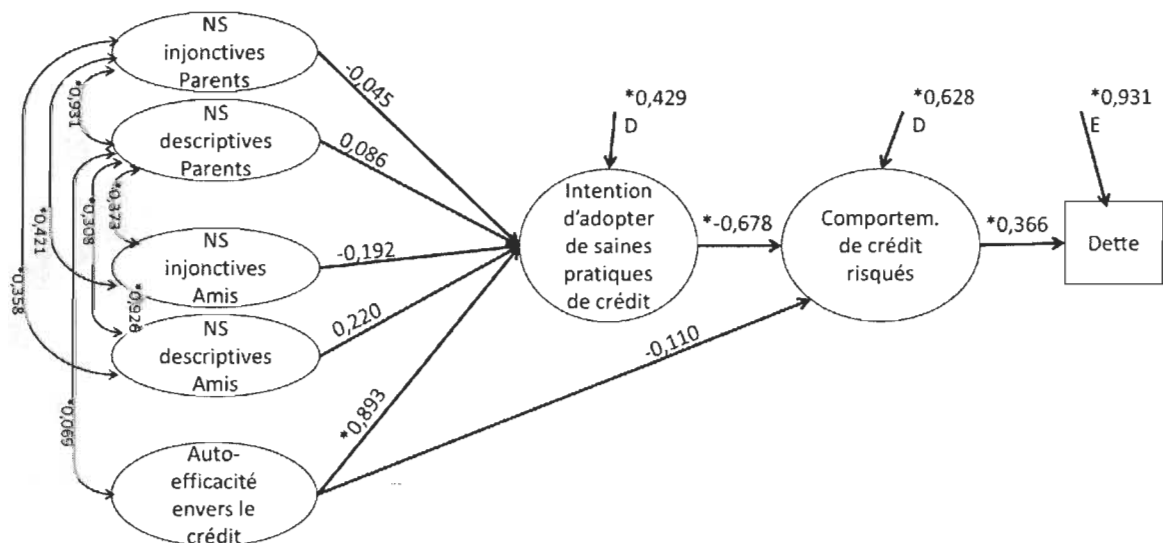 NS
injonctives
Parents
NS
descriptives
Parents
NS
injonctives
Amis
NS
descriptives
Amis
Auto-
efficacité
envers le
crédit
*0,931
*0,373
*0,308
*0,421
*0,358
*0,926
*0,069
-0,045
0,086
-0,192
0,220
*0,893
-0,110
*0,429
D
Intention
d'adopter
de saines
pratiques
de crédit
*-0,678
*0,628
D
Comportem.
de crédit
risqués
*0,366
*0,931
E
Dette